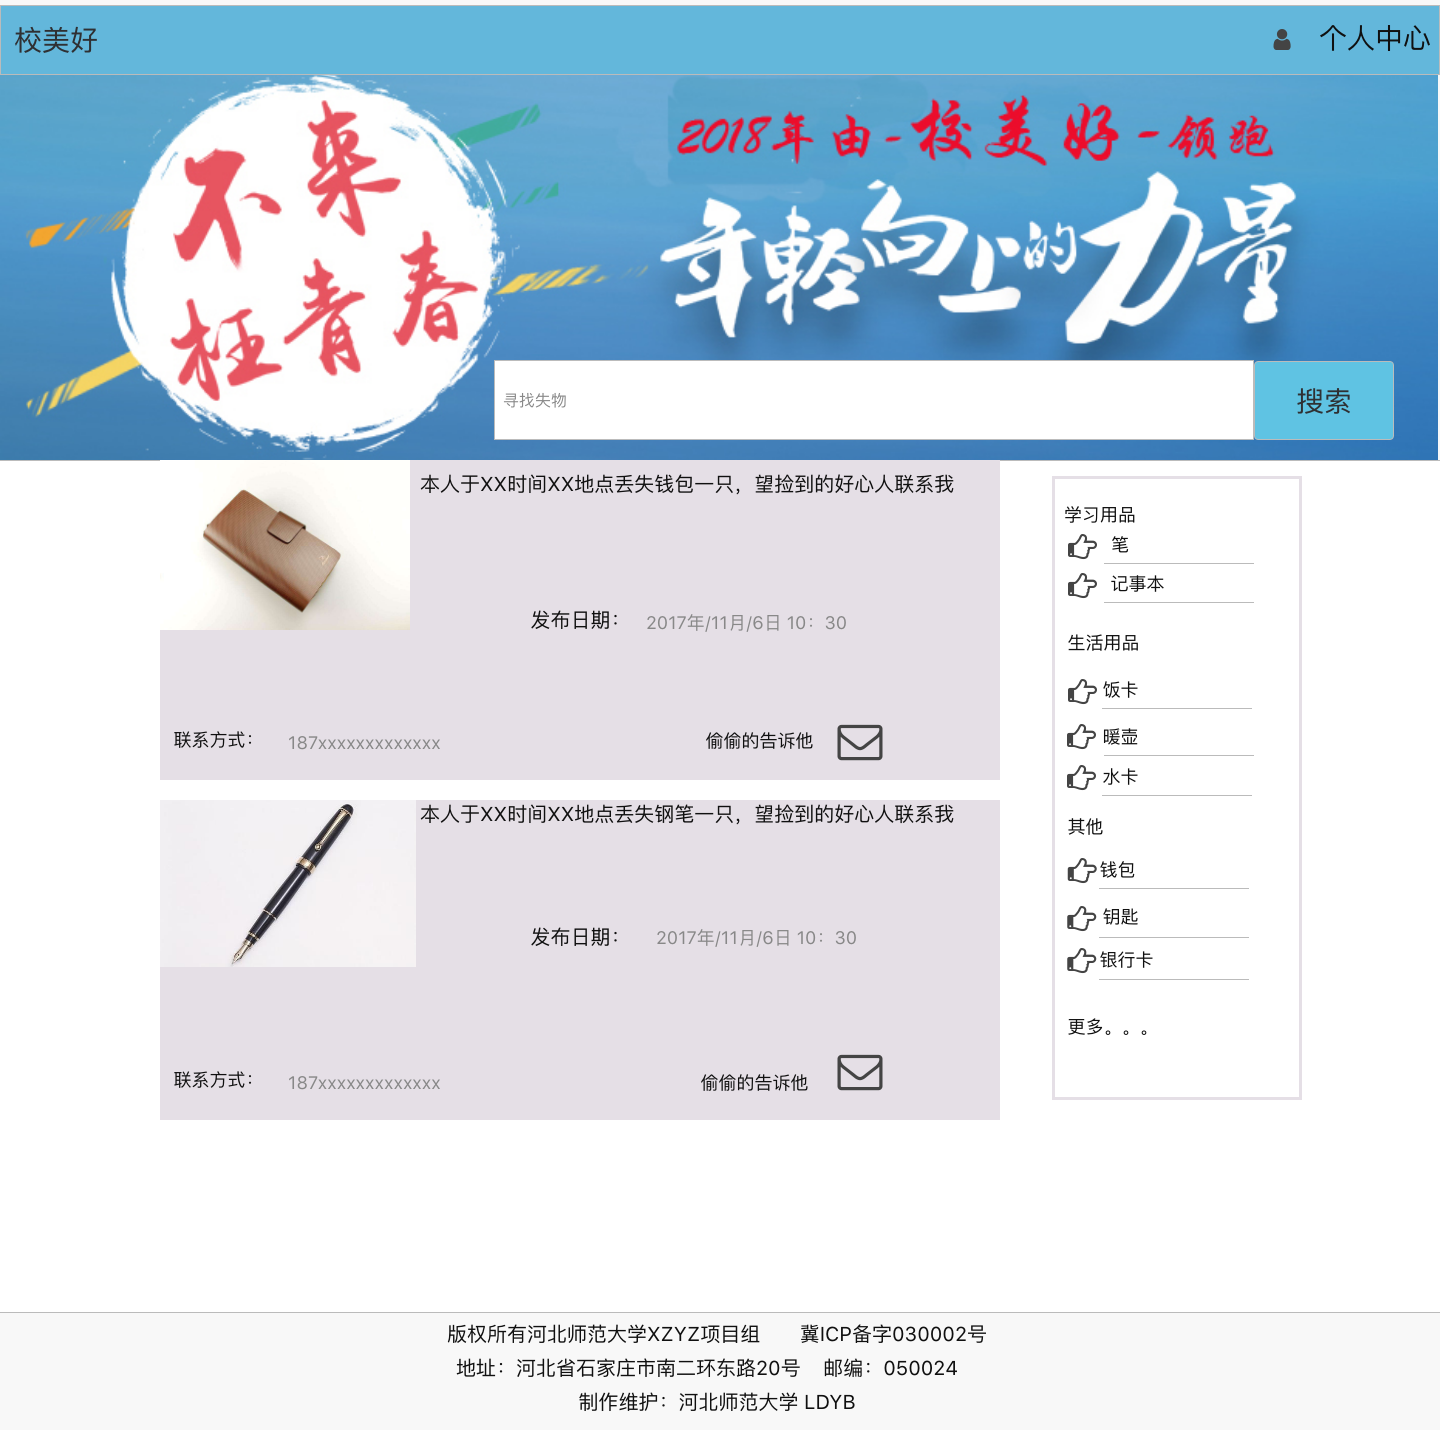 校美好
个人中心
不来
枉青春
2018年由-校美好-领跑
年轻向上的力量
寻找失物
搜索
本人于XX时间XX地点丢失钱包一只，望捡到的好心人联系我
发布日期： 2017年/11月/6日 10：30
联系方式： 187xxxxxxxxxxxxx
偷偷的告诉他
本人于XX时间XX地点丢失钢笔一只，望捡到的好心人联系我
发布日期： 2017年/11月/6日 10：30
联系方式： 187xxxxxxxxxxxxx
偷偷的告诉他
学习用品
笔
记事本
生活用品
饭卡
暖壶
水卡
其他
钱包
钥匙
银行卡
更多。。。
版权所有河北师范大学XZYZ项目组 冀ICP备字030002号
地址：河北省石家庄市南二环东路20号 邮编：050024
制作维护：河北师范大学 LDYB